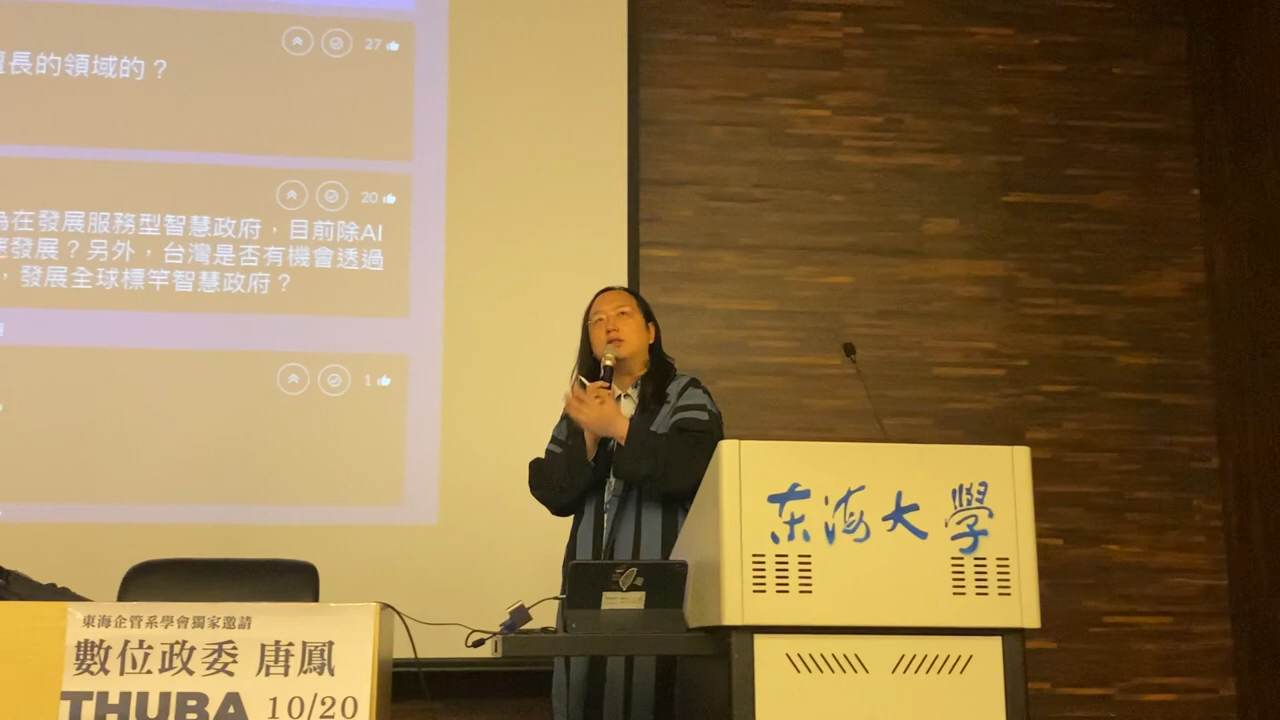 27
長的領域的？
20
在發展服務型智慧政府，目前除AI
發展？另外，台灣是否有機會透過
，發展全球標竿智慧政府？
1
东海大學
東海企管系學會獨家邀請
數位政委 唐鳳
THUBA 10/20